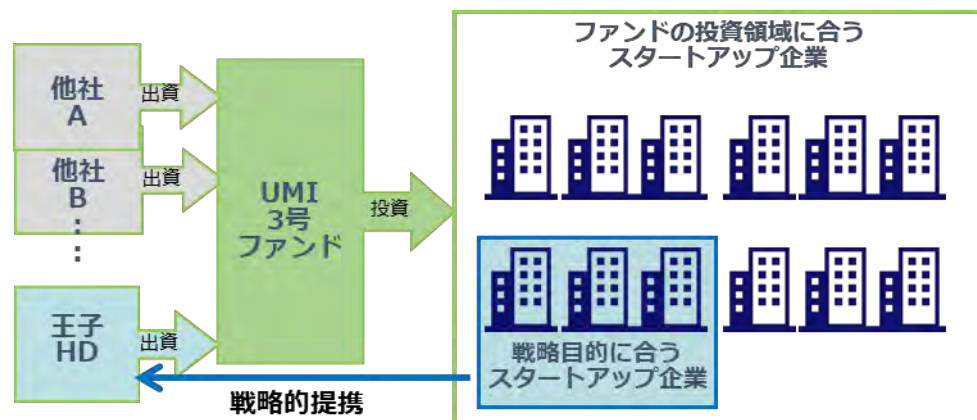 他社
A
出資
他社
B
:
:
出資
王子
HD
出資
UMI
3号
ファンド
投資
ファンドの投資領域に合う
スタートアップ企業
戦略目的に合う
スタートアップ企業
戦略的提携